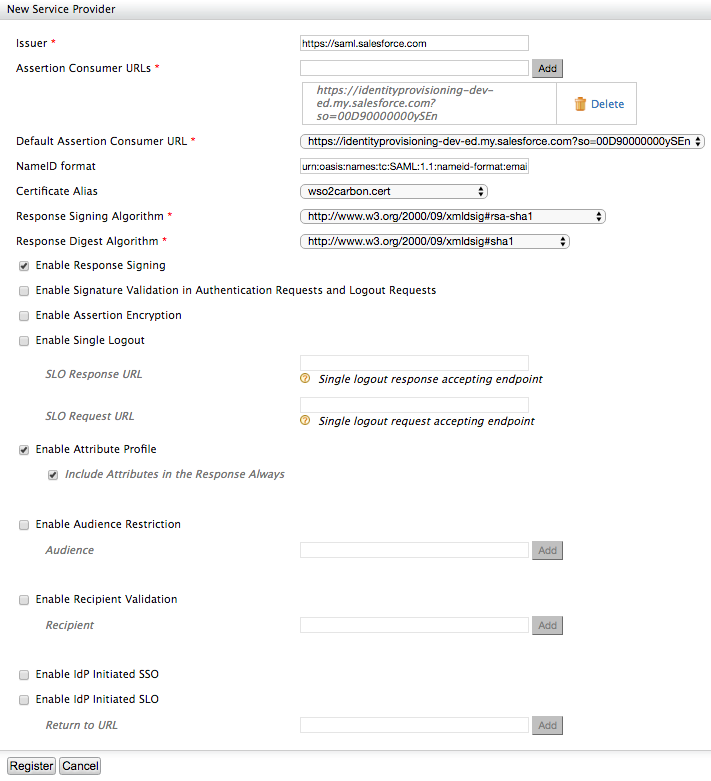 New Service Provider
Issuer *
https://saml.salesforce.com
Assertion Consumer URLs *
Add
https://identityprovisioning-dev-
ed.my.salesforce.com?
so=00D90000000ySEn
Delete
Default Assertion Consumer URL *
https://identityprovisioning-dev-ed.my.salesforce.com?so=00D90000000ySEn
NameID format
urn:oasis:names:tc:SAML:1.1:nameid-format:emai
Certificate Alias
wso2carbon.cert
Response Signing Algorithm *
http://www.w3.org/2000/09/xmldsig#rsa-sha1
Response Digest Algorithm *
http://www.w3.org/2000/09/xmldsig#sha1
Enable Response Signing
Enable Signature Validation in Authentication Requests and Logout Requests
Enable Assertion Encryption
Enable Single Logout
SLO Response URL
? Single logout response accepting endpoint
SLO Request URL
? Single logout request accepting endpoint
Enable Attribute Profile
Include Attributes in the Response Always
Enable Audience Restriction
Audience
Add
Enable Recipient Validation
Recipient
Add
Enable IdP Initiated SSO
Enable IdP Initiated SLO
Return to URL
Add
Register
Cancel